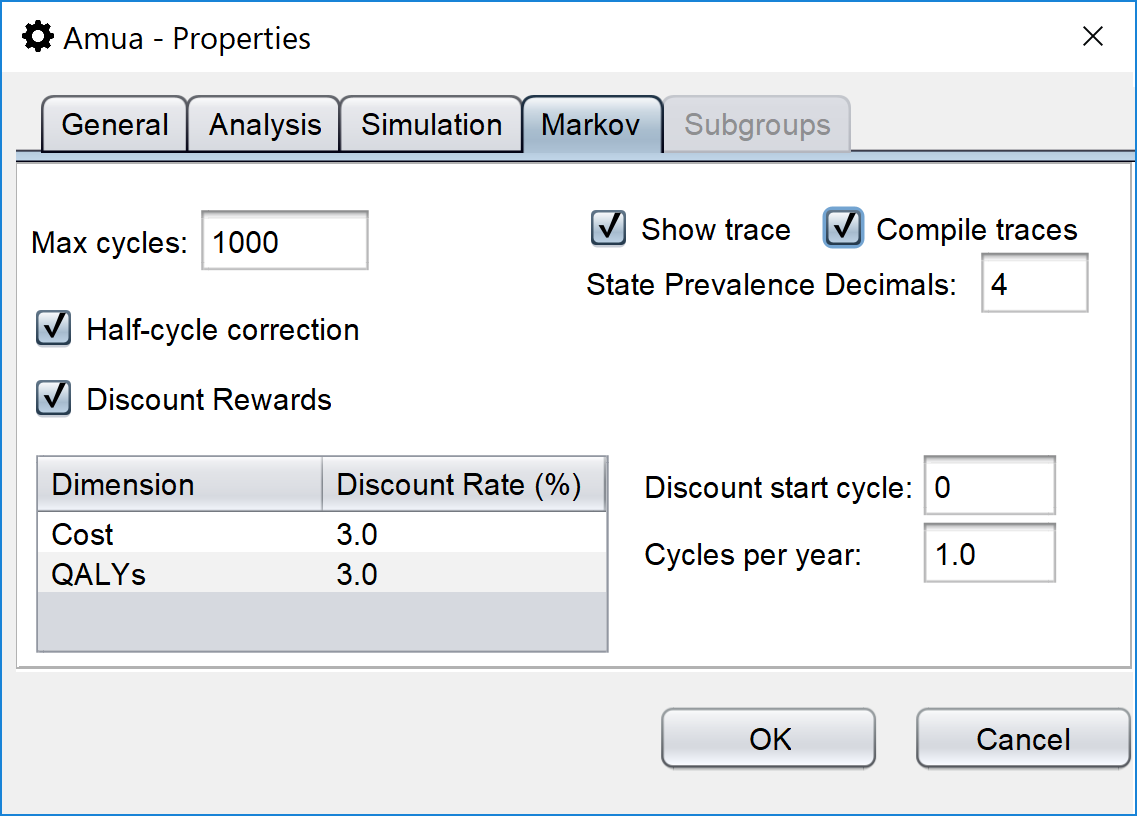 Amua - Properties
General Analysis Simulation Markov Subgroups
Max cycles: 1000
Show trace Compile traces
State Prevalence Decimals: 4
Half-cycle correction
Discount Rewards
Dimension Discount Rate (%)
Cost 3.0
QALYs 3.0
Discount start cycle: 0
Cycles per year: 1.0
OK Cancel